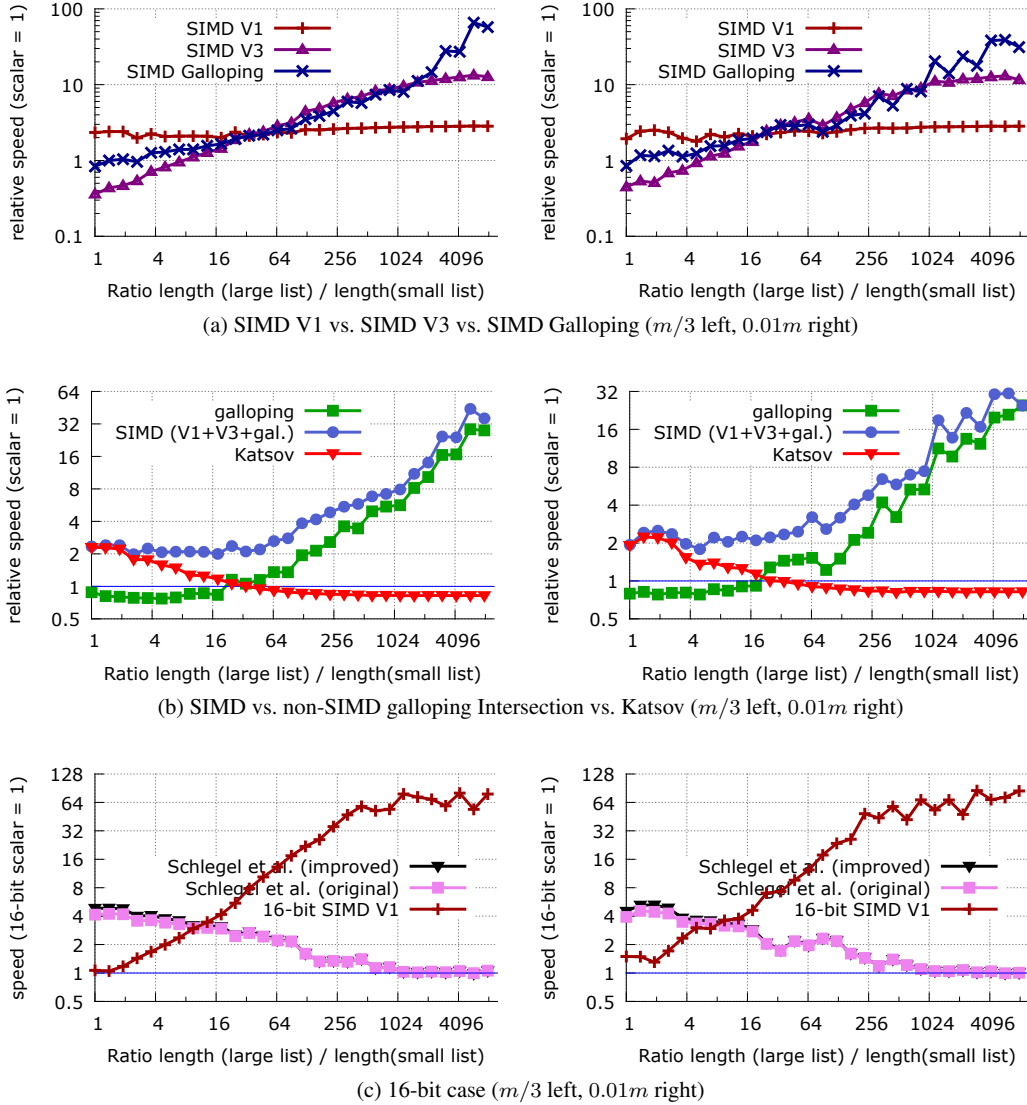 relative speed (scalar = 1)
100
10
1
0.1
SIMD V1
SIMD V3
SIMD Galloping
1 4 16 64 256 1024 4096
Ratio length (large list) / length(small list)
relative speed (scalar = 1)
100
10
1
0.1
SIMD V1
SIMD V3
SIMD Galloping
1 4 16 64 256 1024 4096
Ratio length (large list) / length(small list)
(a) SIMD V1 vs. SIMD V3 vs. SIMD Galloping (m/3 left, 0.01m right)
relative speed (scalar = 1)
64
32
16
8
4
2
1
0.5
galloping
SIMD (V1+V3+gal.)
Katsov
1 4 16 64 256 1024 4096
Ratio length (large list) / length(small list)
relative speed (scalar = 1)
32
16
8
4
2
1
0.5
galloping
SIMD (V1+V3+gal.)
Katsov
1 4 16 64 256 1024 4096
Ratio length (large list) / length(small list)
(b) SIMD vs. non-SIMD galloping Intersection vs. Katsov (m/3 left, 0.01m right)
speed (16-bit scalar = 1)
128
64
32
16
8
4
2
1
0.5
Schlegel et al. (improved)
Schlegel et al. (original)
16-bit SIMD V1
1 4 16 64 256 1024 4096
Ratio length (large list) / length(small list)
speed (16-bit scalar = 1)
128
64
32
16
8
4
2
1
0.5
Schlegel et al. (improved)
Schlegel et al. (original)
16-bit SIMD V1
1 4 16 64 256 1024 4096
Ratio length (large list) / length(small list)
(c) 16-bit case (m/3 left, 0.01m right)